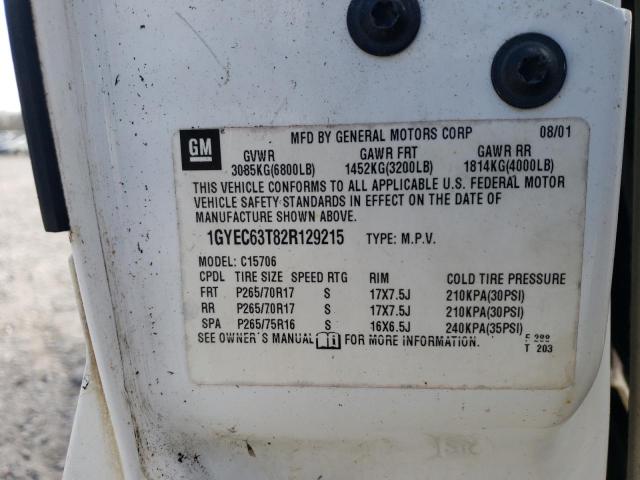 GM
MFD BY GENERAL MOTORS CORP 08/01
GVWR GAWR FRT GAWR RR
3085KG(6800LB) 1452KG(3200LB) 1814KG(4000LB)
THIS VEHICLE CONFORMS TO ALL APPLICABLE U.S. FEDERAL MOTOR
VEHICLE SAFETY STANDARDS IN EFFECT ON THE DATE OF
MANUFACTURE SHOWN ABOVE.
1GYEC63T82R129215 TYPE: M.P.V.
MODEL: C15706
CPDL TIRE SIZE SPEED RTG RIM COLD TIRE PRESSURE
FRT P265/70R17 S 17X7.5J 210KPA(30PSI)
RR P265/70R17 S 17X7.5J 210KPA(30PSI)
SPA P265/75R16 S 16X6.5J 240KPA(35PSI)
SEE OWNER'S MANUAL FOR MORE INFORMATION.
T 203